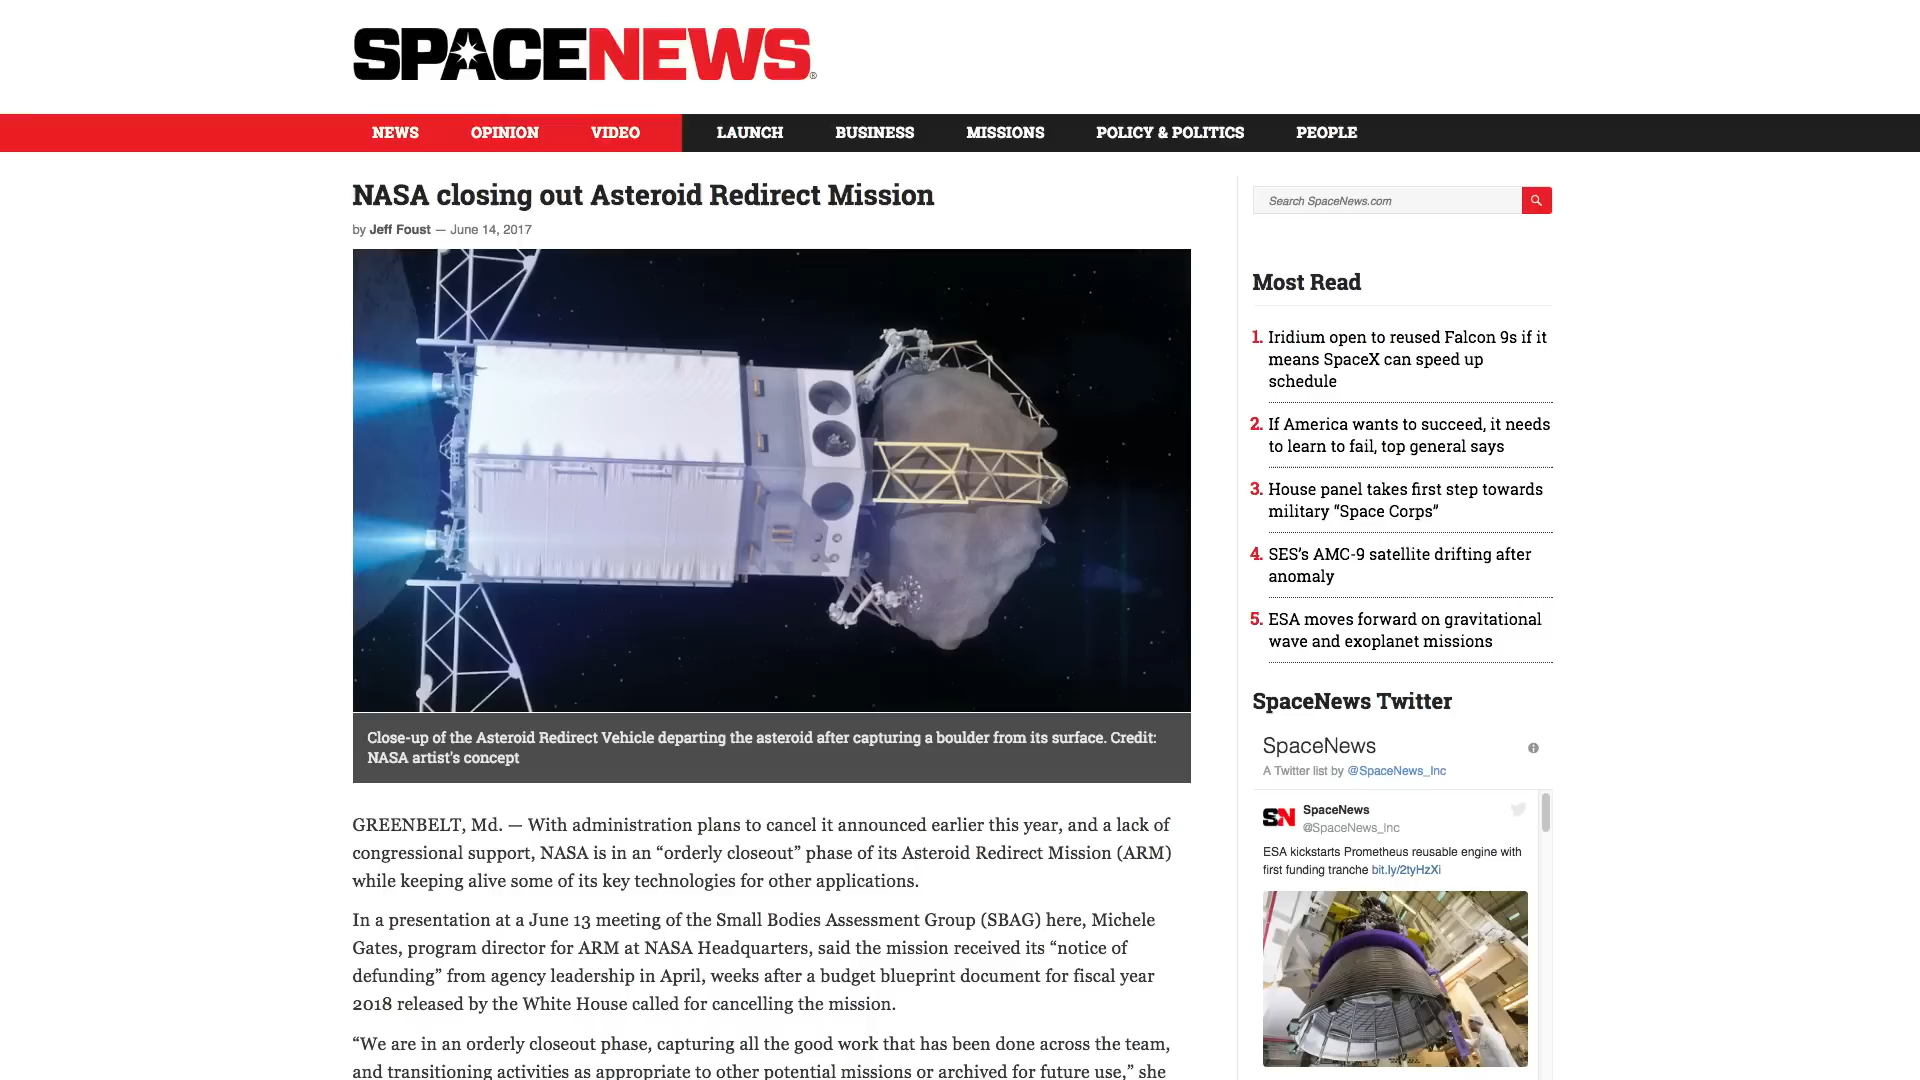 SPACENEWS®
NEWS OPINION VIDEO LAUNCH BUSINESS MISSIONS POLICY & POLITICS PEOPLE
NASA closing out Asteroid Redirect Mission
by Jeff Foust — June 14, 2017
Close-up of the Asteroid Redirect Vehicle departing the asteroid after capturing a boulder from its surface. Credit:
NASA artist's concept
GREENBELT, Md. — With administration plans to cancel it announced earlier this year, and a lack of
congressional support, NASA is in an “orderly closeout” phase of its Asteroid Redirect Mission (ARM)
while keeping alive some of its key technologies for other applications.
In a presentation at a June 13 meeting of the Small Bodies Assessment Group (SBAG) here, Michele
Gates, program director for ARM at NASA Headquarters, said the mission received its “notice of
defunding” from agency leadership in April, weeks after a budget blueprint document for fiscal year
2018 released by the White House called for cancelling the mission.
“We are in an orderly closeout phase, capturing all the good work that has been done across the team,
and transitioning activities as appropriate to other potential missions or archived for future use,” she
Search SpaceNews.com
Most Read
1. Iridium open to reused Falcon 9s if it
means SpaceX can speed up
schedule
2. If America wants to succeed, it needs
to learn to fail, top general says
3. House panel takes first step towards
military “Space Corps”
4. SES’s AMC-9 satellite drifting after
anomaly
5. ESA moves forward on gravitational
wave and exoplanet missions
SpaceNews Twitter
SpaceNews
A Twitter list by @SpaceNews_Inc
SN SpaceNews
@SpaceNews_Inc
ESA kickstarts Prometheus reusable engine with
first funding tranche bit.ly/2tyHzXi